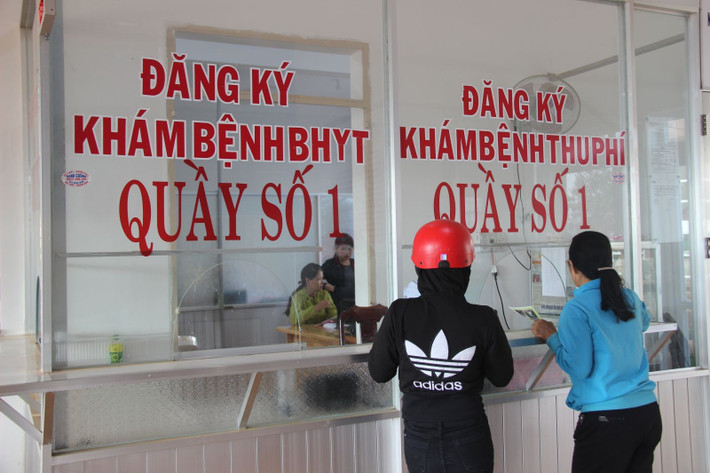 ĐĂNG KÝ
KHÁM BỆNH BHYT
QUẦY SỐ 1
ĐĂNG KÝ
KHÁM BỆNH THU PHÍ
QUẦY SỐ 1
adidas